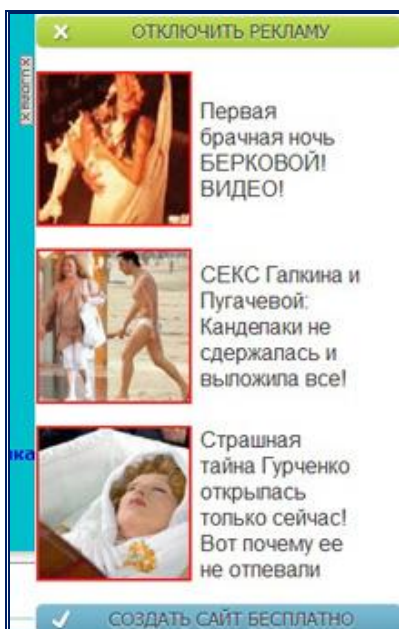 ОТКЛЮЧИТЬ РЕКЛАМУ
Первая
брачная ночь
БЕРКОВОЙ!
ВИДЕО!
СЕКС Галкина и
Пугачевой:
Канделаки не
сдержалась и
выложила все!
Страшная
тайна Гурченко
открылась
только сейчас!
Вот почему ее
не отпевали
СОЗДАТЬ САЙТ БЕСПЛАТНО